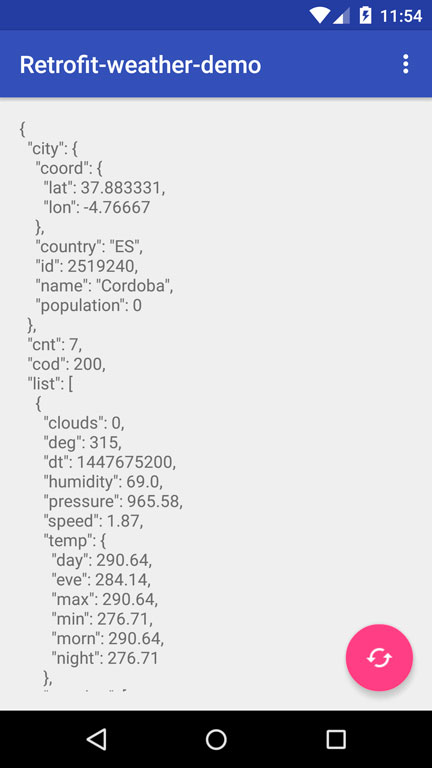 11:54
Retrofit-weather-demo
{
"city": {
"coord": {
"lat": 37.883331,
"lon": -4.76667
},
"country": "ES",
"id": 2519240,
"name": "Cordoba",
"population": 0
},
"cnt": 7,
"cod": 200,
"list": [
{
"clouds": 0,
"deg": 315,
"dt": 1447675200,
"humidity": 69.0,
"pressure": 965.58,
"speed": 1.87,
"temp": {
"day": 290.64,
"eve": 284.14,
"max": 290.64,
"min": 276.71,
"morn": 290.64,
"night": 276.71
},